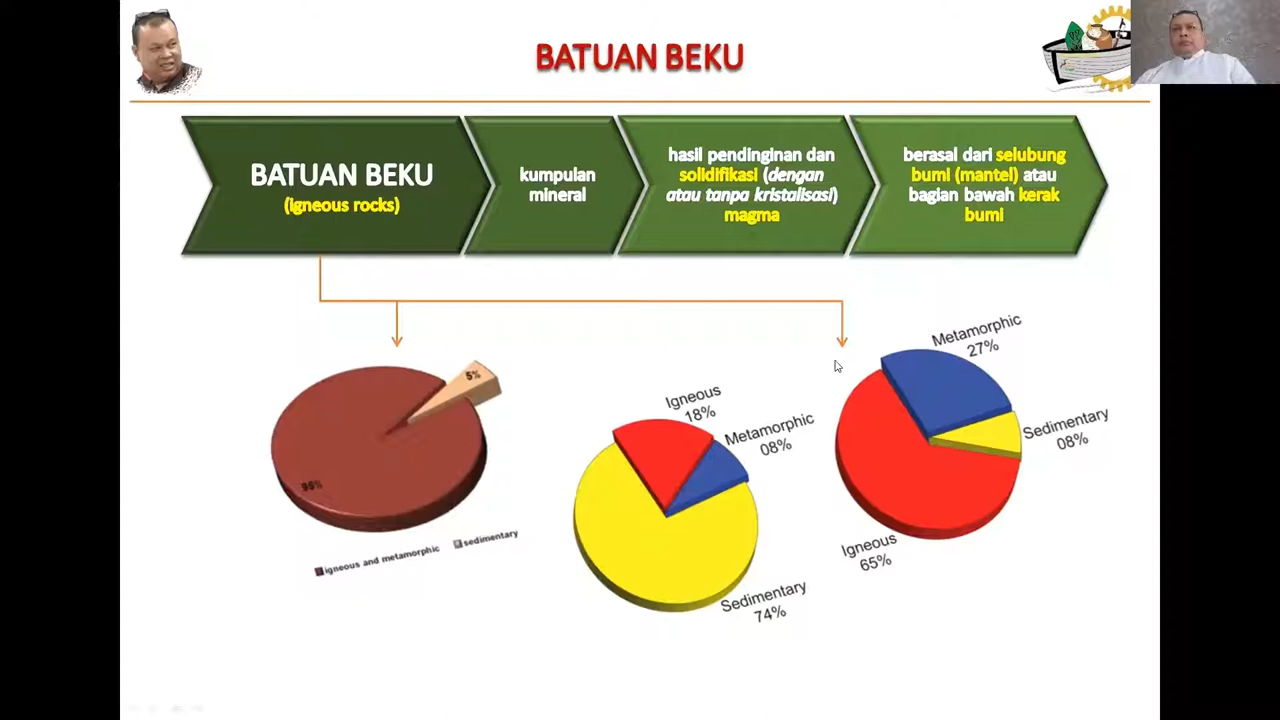 BATUAN BEKU
BATUAN BEKU
(igneous rocks)
kumpulan
mineral
hasil pendinginan dan
solidifikasi (dengan
atau tanpa kristalisasi)
magma
berasal dari selubung
bumi (mantel) atau
bagian bawah kerak
bumi
5%
95%
igneous and metamorphic
sedimentary
Igneous
18%
Metamorphic
08%
Sedimentary
74%
Metamorphic
27%
Sedimentary
08%
Igneous
65%